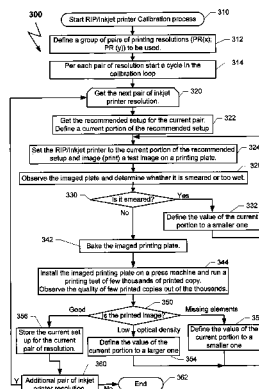 300
Start RIP/Inkjet printer Calibration process
310
Define a group of pairs of printing resolutions (PR(x);
PR (yj)) to be used.
312
Per each pair of resolution start a cycle in the
calibration loop
314
Get the next pair of inkjet
printer resolution.
320
Get the recommended setup for the current pair.
Define a current portion of the recommended setup
322
Set the RIP/Inkjet printer to the current portion of the recommended
setup and image (print) a test image on a printing plate.
324
Observe the imaged plate and determine whether it is smeared or too wet.
330
Is it smeared?
Yes
332
No
Define the value of the current
portion to a smaller one
342
Bake the imaged printing plate.
344
Install the imaged printing plate on a press machine and run a
printing test of few thousands of printed copy.
Observe the quality of few printed copies out of the thousands.
350
Is the printed image?
Good
Missing elements
Low optical density
356
Store the current set
up for the current
pair of resolution.
Define the value of the
current portion to a larger one
354
Define the value of the
current portion to a
smaller one
360
Additional pair of inkjet
printer resolution
Y
No
End
362